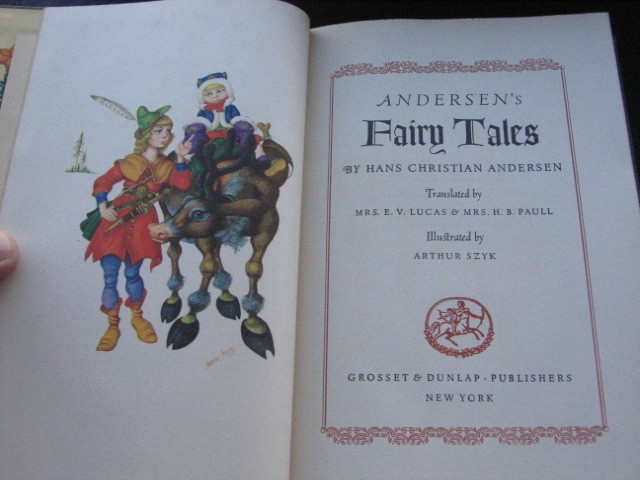 ANDERSEN's
Fairy Tales
BY HANS CHRISTIAN ANDERSEN
Translated by
MRS. E. V. LUCAS & MRS. H. B. PAULL
Illustrated by
ARTHUR SZYK
GROSSET & DUNLAP · PUBLISHERS
NEW YORK